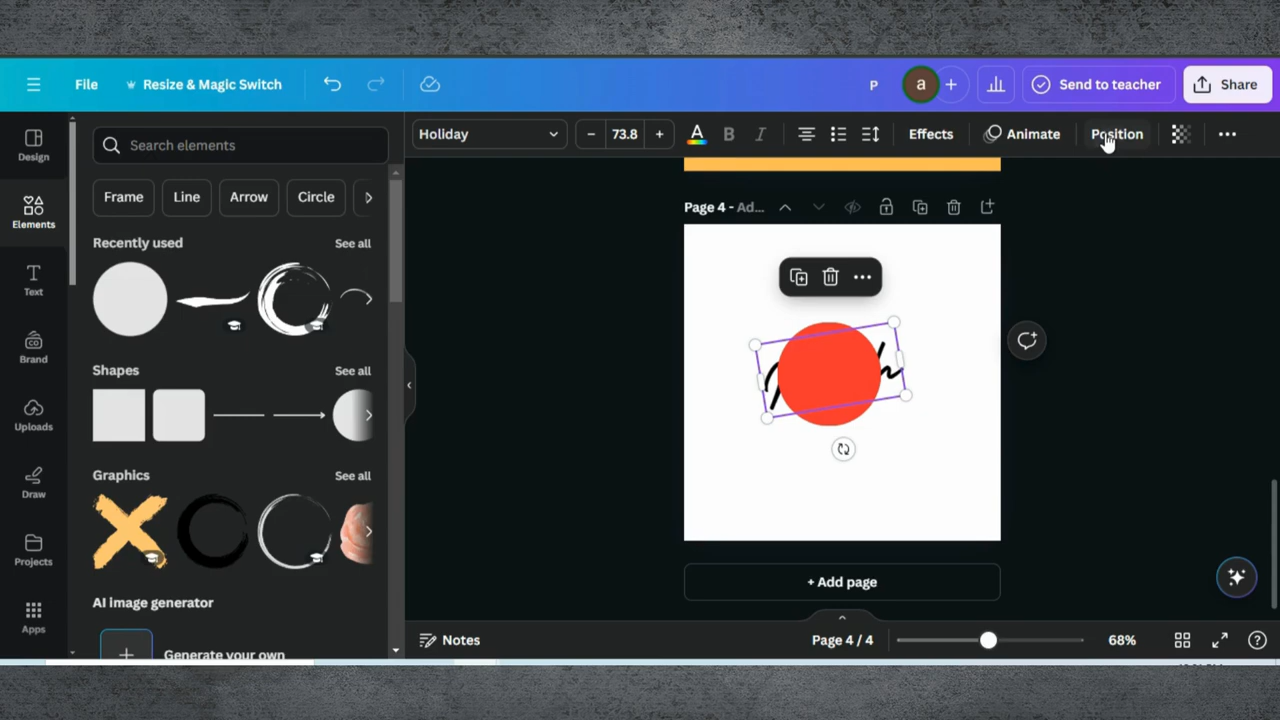 File
Resize & Magic Switch
P
a
Send to teacher
Share
Design
Elements
Text
Brand
Uploads
Draw
Projects
Apps
Search elements
Frame
Line
Arrow
Circle
Recently used
See all
Shapes
See all
Graphics
See all
AI image generator
Generate your own
Holiday
73.8
A
B
I
Effects
Animate
Position
Page 4 - Ad...
+ Add page
Notes
Page 4 / 4
68%